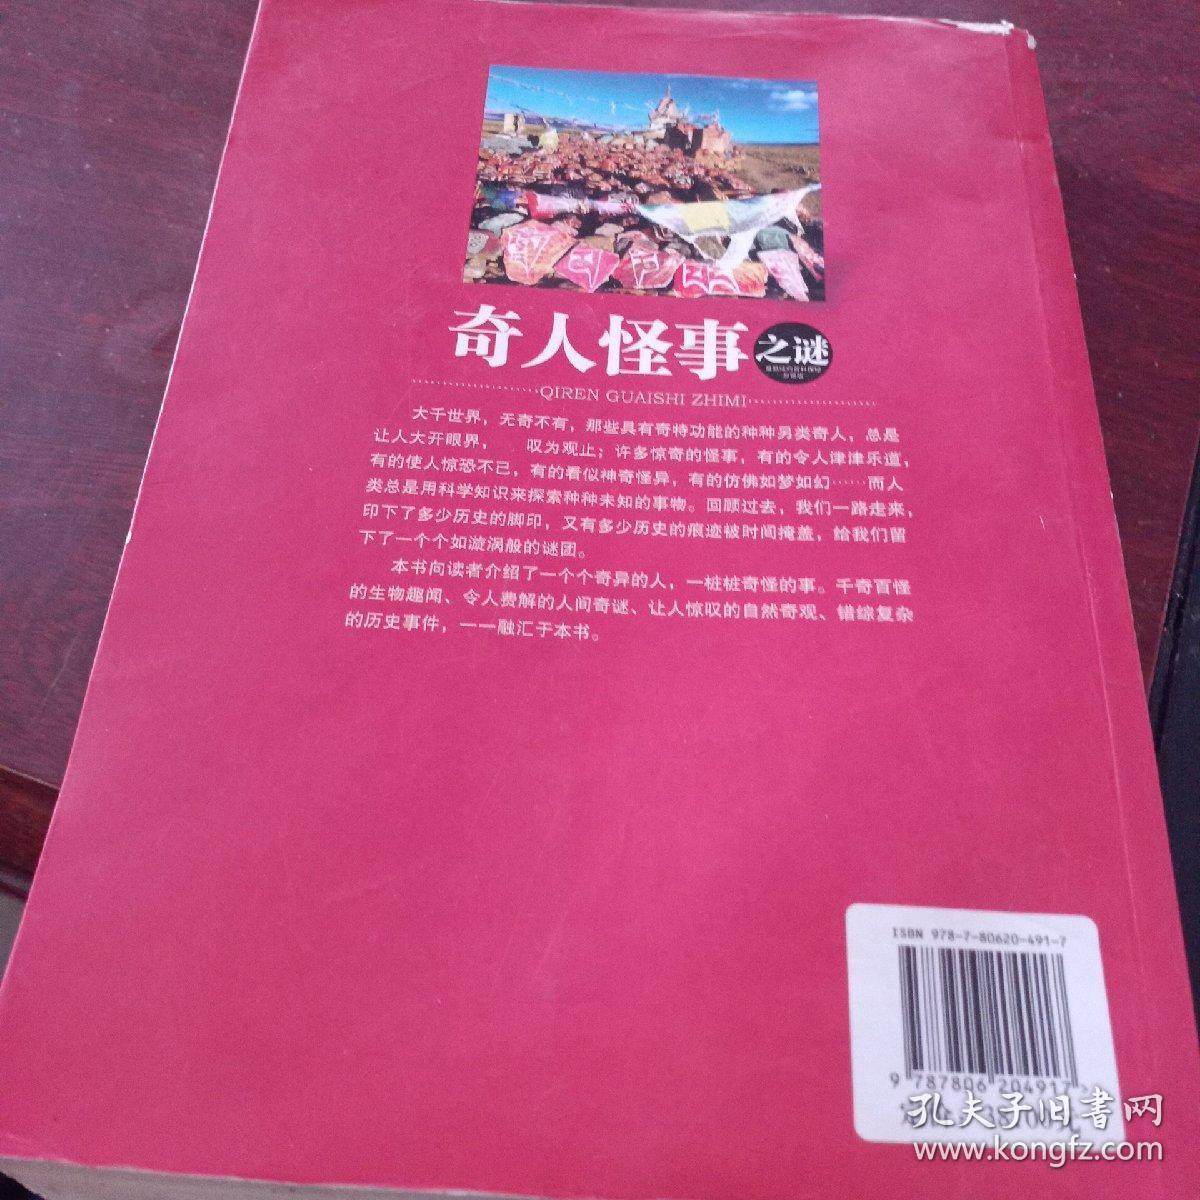 奇人怪事之谜
QIREN GUAISHI ZHIMI
大千世界，无奇不有，那些具有奇特功能的种种另类奇人，总是
让人大开眼界， 叹为观止；许多惊奇的怪事，有的令人津津乐道，
有的使人惊恐不已，有的看似神奇怪异，有的仿佛如梦如幻……而人
类总是用科学知识来探索种种未知的事物。回顾过去，我们一路走来，
印下了多少历史的脚印，又有多少历史的痕迹被时间掩盖，给我们留
下了一个个如漩涡般的谜团。
本书向读者介绍了一个个奇异的人，一桩桩奇怪的事。千奇百怪
的生物趣闻、令人费解的人间奇谜、让人惊叹的自然奇观、错综复杂
的历史事件，一一融汇于本书。
ISBN 978-7-80620-491-7
9 787806 204917 >
孔夫子旧书网
www.kongfz.com